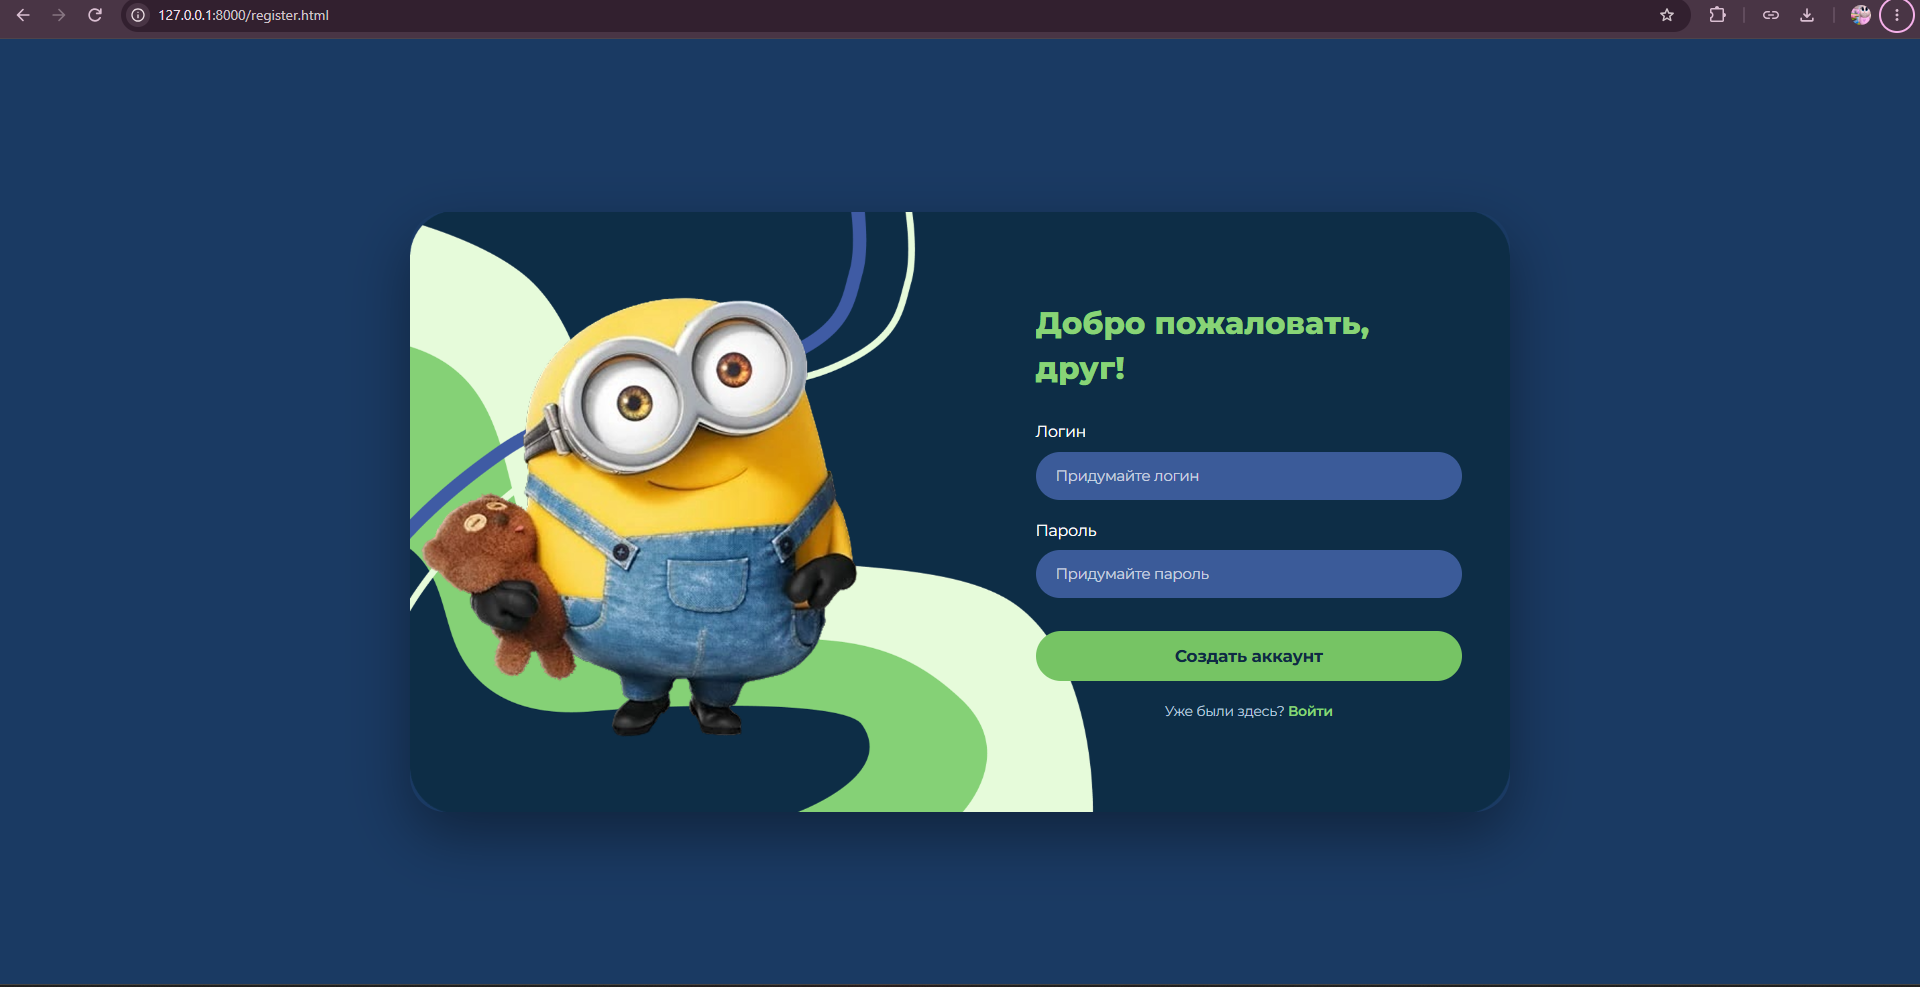 127.0.0.1:8000/register.html
Добро пожаловать,
друг!
Логин
Придумайте логин
Пароль
Придумайте пароль
Создать аккаунт
Уже были здесь? Войти